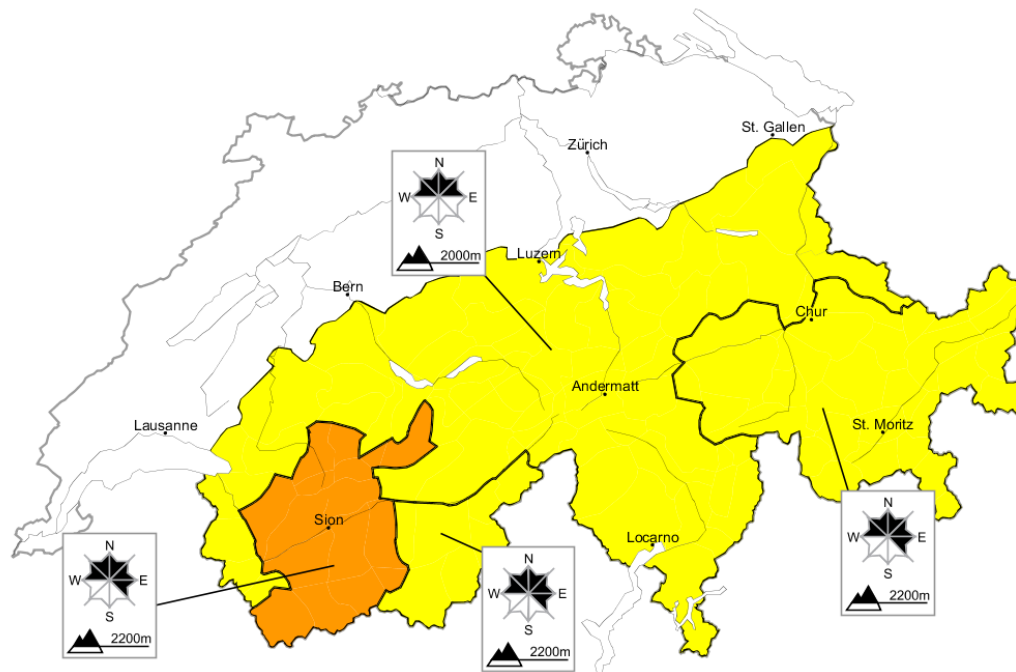 St. Gallen
Zürich
N
W E
S
2000m
Luzern
Bern
Chur
Andermatt
Lausanne
St. Moritz
Sion
Locarno
N
W E
S
2200m
N
W E
S
2200m
N
W E
S
2200m